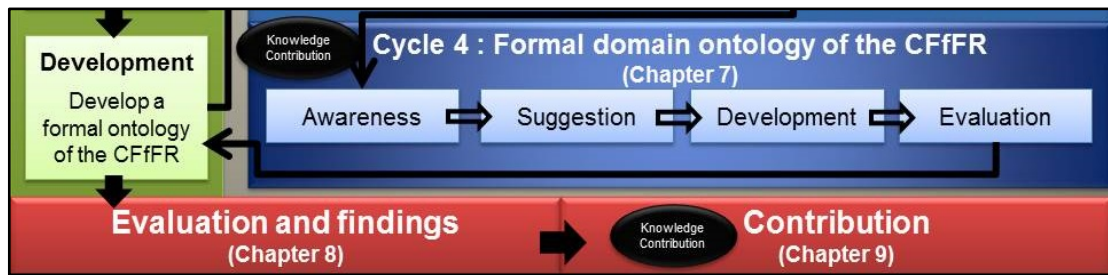 Development
Develop a
formal ontology
of the CFfFR
Knowledge
Contribution
Cycle 4 : Formal domain ontology of the CFfFR
(Chapter 7)
Awareness
Suggestion
Development
Evaluation
Evaluation and findings
(Chapter 8)
Knowledge
Contribution
Contribution
(Chapter 9)